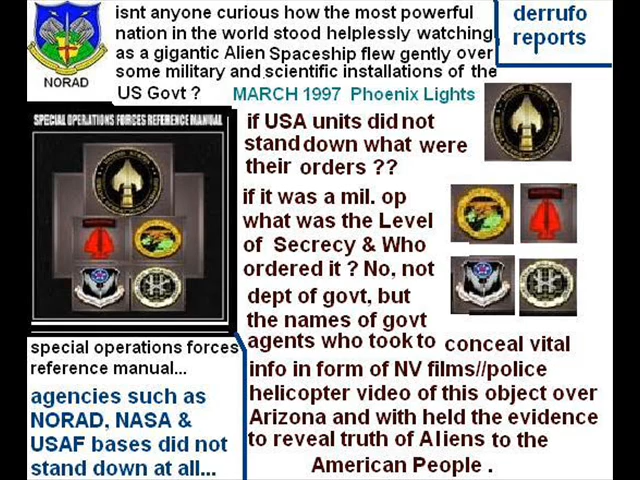 isnt anyone curious how the most powerful
nation in the world stood helplessly watching
as a gigantic Alien Spaceship flew gently over
some military and scientific installations of the
US Govt ?
MARCH 1997 Phoenix Lights
derrufo
reports
NORAD
SPECIAL OPERATIONS FORCES REFERENCE MANUAL
if USA units did not
stand down what were
their orders ??
if it was a mil. op
what was the Level
of Secrecy & Who
ordered it ? No, not
dept of govt, but
the names of govt
agents who took to conceal vital
info in form of NV films//police
helicopter video of this object over
Arizona and with held the evidence
to reveal truth of Aliens to the
American People .
special operations forces
reference manual...
agencies such as
NORAD, NASA &
USAF bases did not
stand down at all...